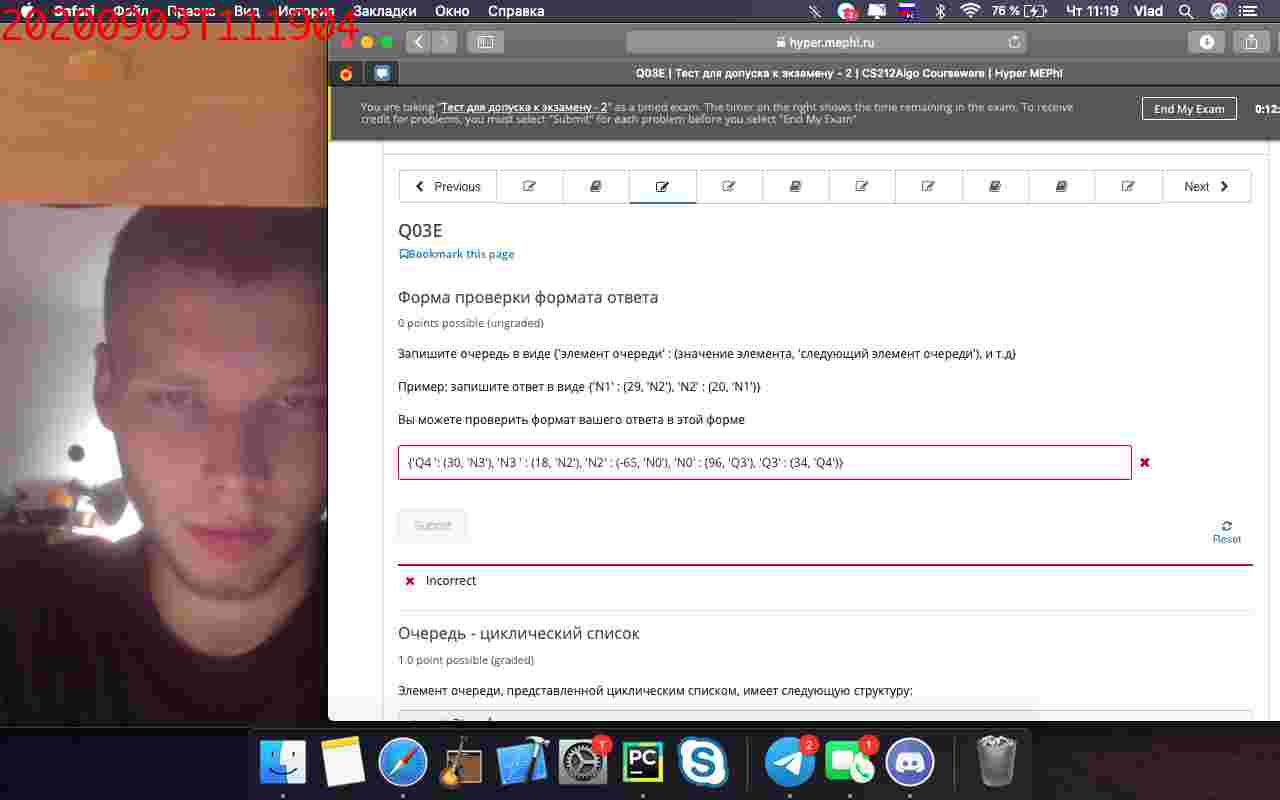 Safari Файл Правка Вид История Закладки Окно Справка 76 % Чт 11:19 Vlad
20200903T111904
hyper.mephi.ru
Q03E | Тест для допуска к экзамену - 2 | CS212Algo Courseware | Hyper MEPhI
You are taking "Тест для допуска к экзамену - 2" as a timed exam. The timer on the right shows the time remaining in the exam. To receive
credit for problems, you must select "Submit" for each problem before you select "End My Exam"
End My Exam
0:12:
Previous
Next
Q03E
Bookmark this page
Форма проверки формата ответа
0 points possible (ungraded)
Запишите очередь в виде {'элемент очереди' : (значение элемента, 'следующий элемент очереди'), и т.д}
Пример: запишите ответ в виде {'N1' : (29, 'N2'), 'N2' : (20, 'N1')}
Вы можете проверить формат вашего ответа в этой форме
{'Q4 ': (30, 'N3'), 'N3 ' : (18, 'N2'), 'N2' : (-65, 'N0'), 'N0' : (96, 'Q3'), 'Q3' : (34, 'Q4')}
Submit
Reset
Incorrect
Очередь - циклический список
1.0 point possible (graded)
Элемент очереди, представленной циклическим списком, имеет следующую структуру:
PC
2
1